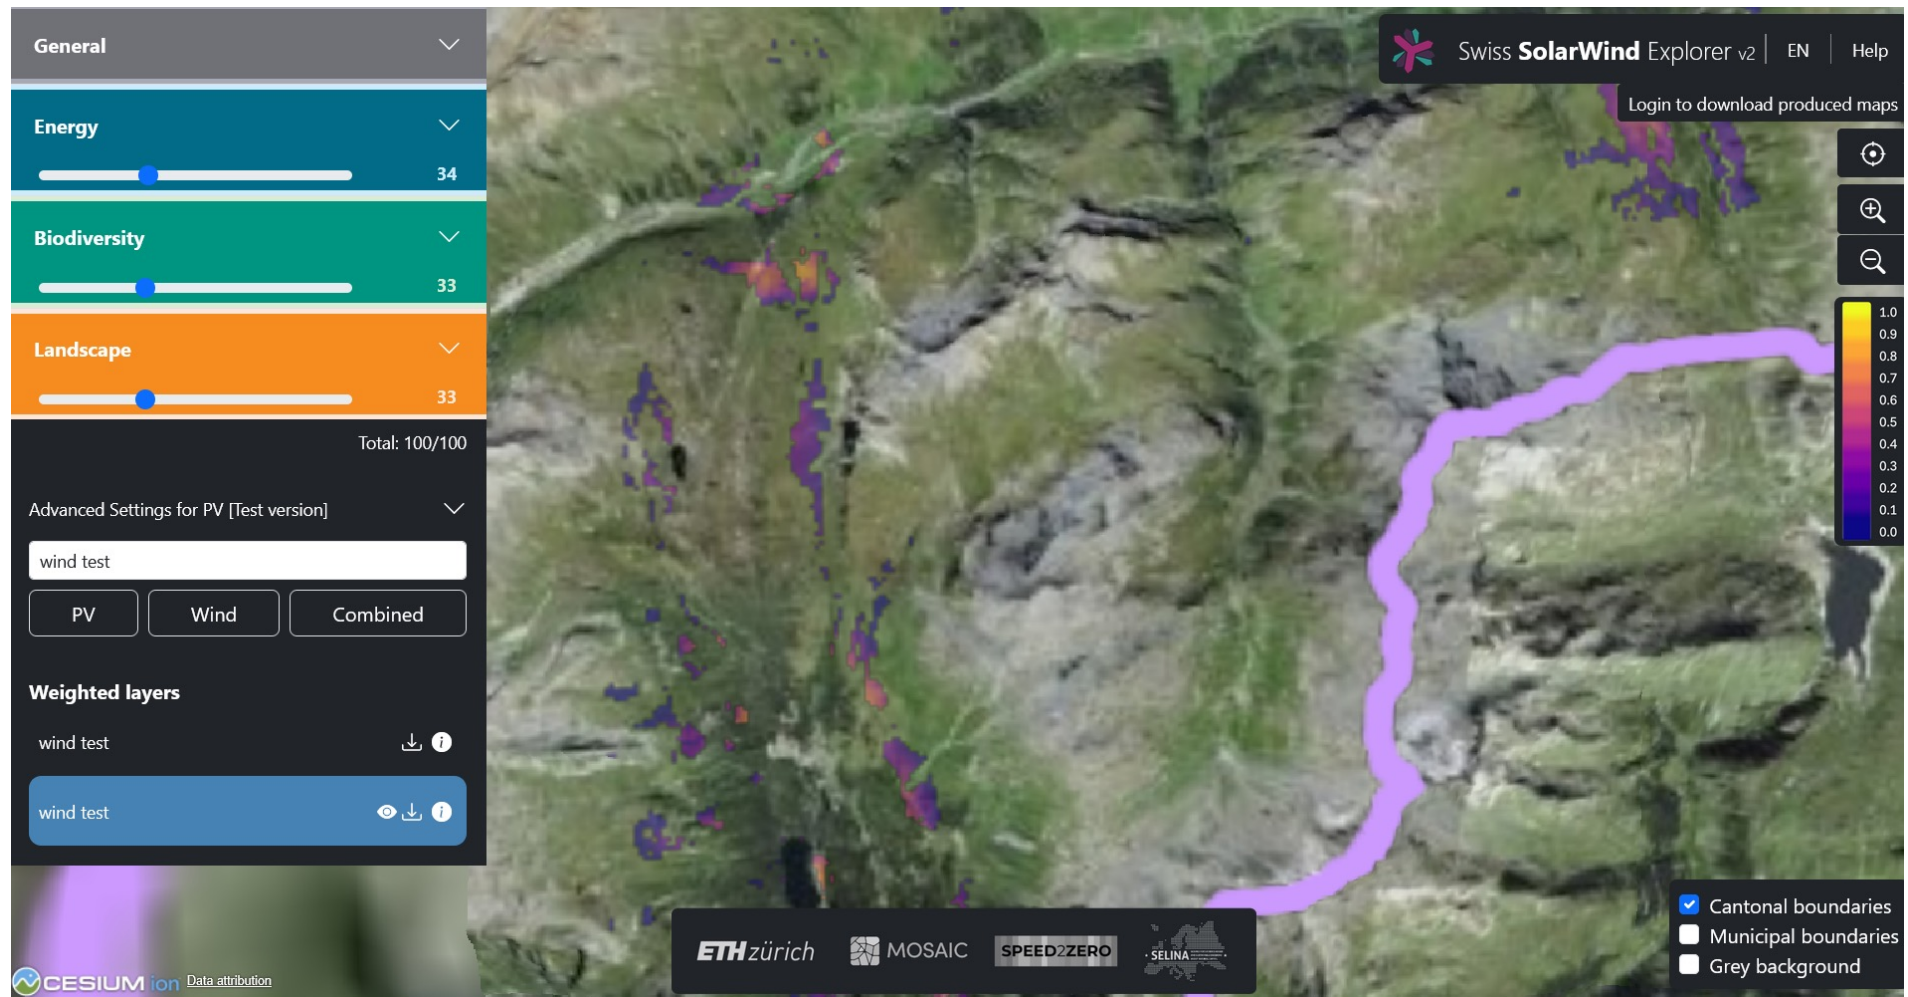 General
Energy
34
Biodiversity
33
Landscape
33
Total: 100/100
Advanced Settings for PV [Test version]
wind test
PV
Wind
Combined
Weighted layers
wind test
wind test
CESIUM ion
Data attribution
Swiss SolarWind Explorer v2
EN
Help
Login to download produced maps
1.0
0.9
0.8
0.7
0.6
0.5
0.4
0.3
0.2
0.1
0.0
ETH zürich
MOSAIC
SPEED2ZERO
SELINA
Cantonal boundaries
Municipal boundaries
Grey background